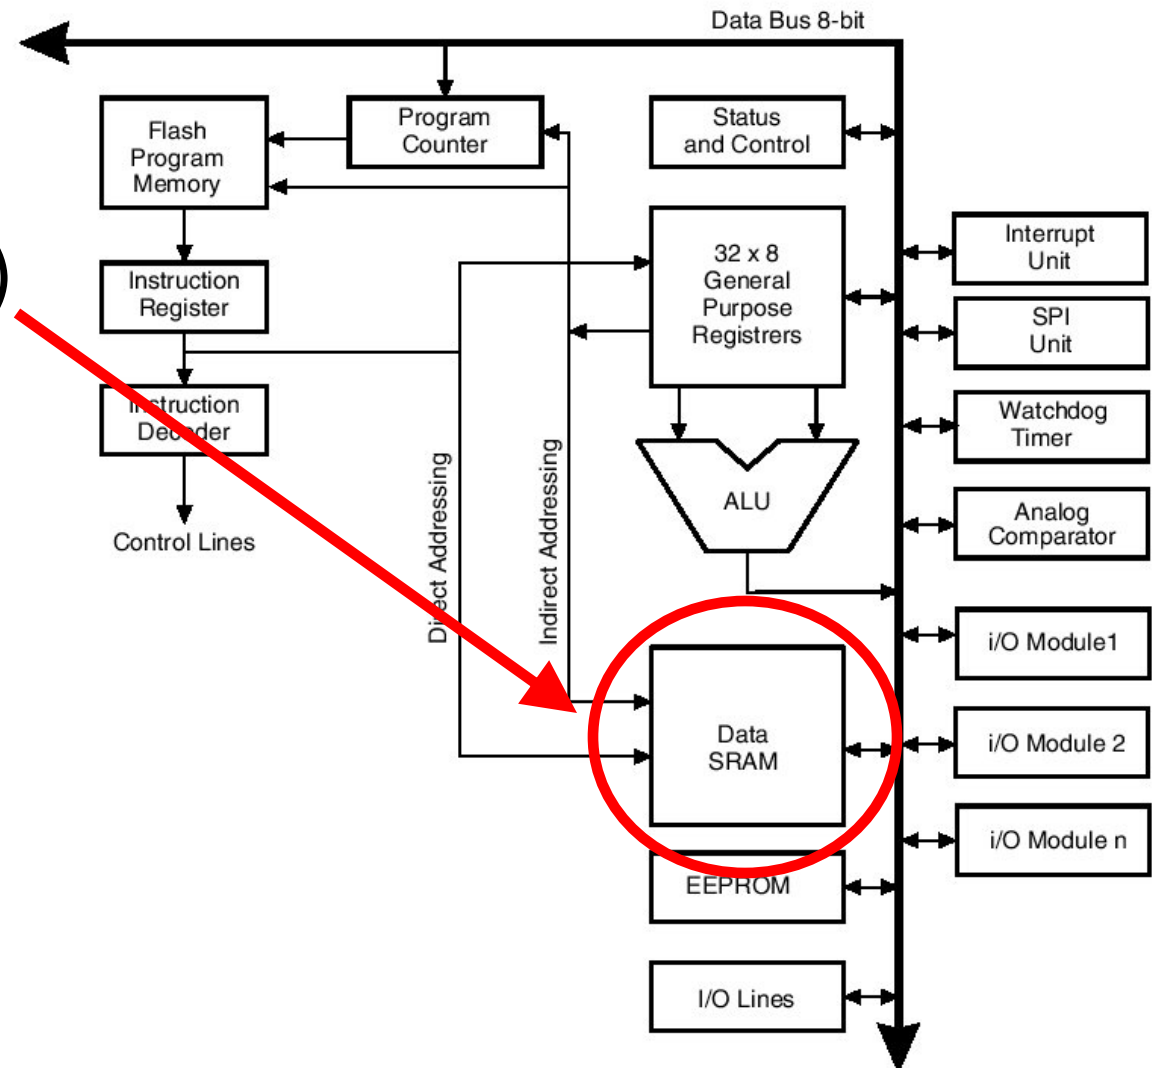 Data Bus 8-bit
Flash
Program
Memory
Program
Counter
Status
and Control
Instruction
Register
32 x 8
General
Purpose
Registrers
Interrupt
Unit
SPI
Unit
Instruction
Decoder
Watchdog
Timer
ALU
Analog
Comparator
Control Lines
Direct Addressing
Indirect Addressing
i/O Module1
Data
SRAM
i/O Module 2
i/O Module n
EEPROM
I/O Lines